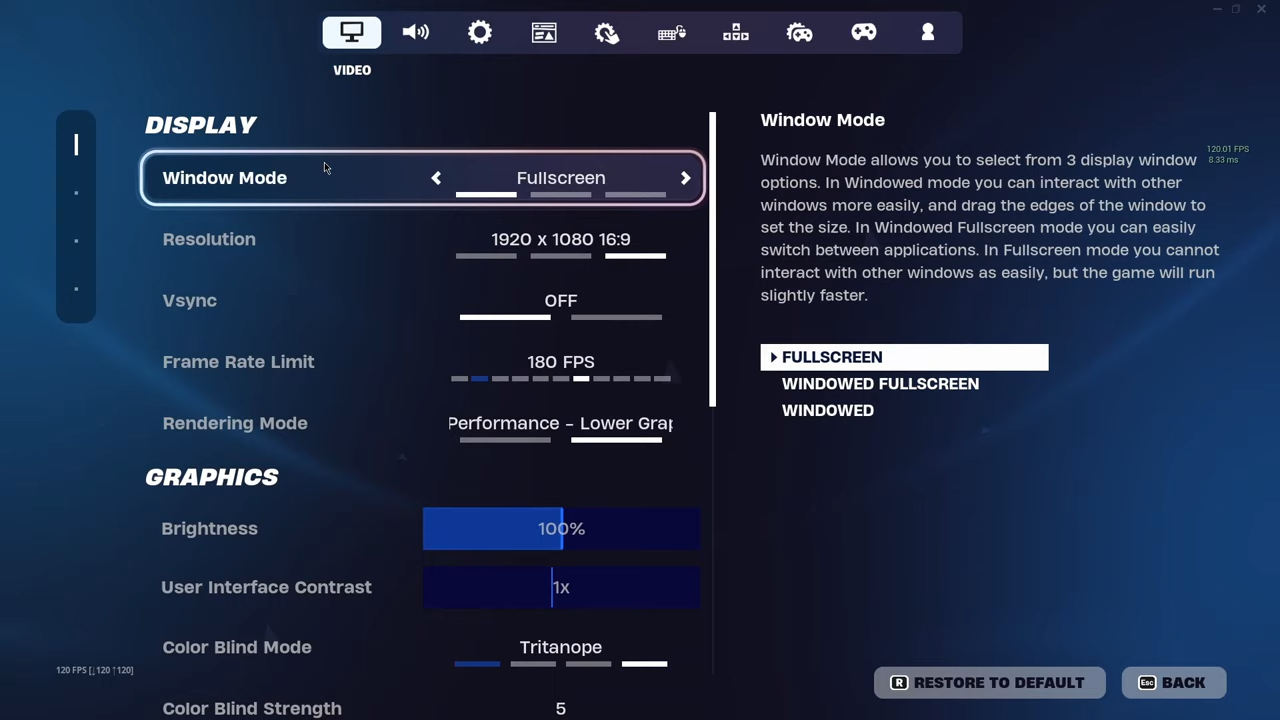 VIDEO
DISPLAY
Window Mode
Fullscreen
Resolution
1920 x 1080 16:9
Vsync
OFF
Frame Rate Limit
180 FPS
Rendering Mode
Performance - Lower Grap
GRAPHICS
Brightness
100%
User Interface Contrast
1x
Color Blind Mode
Tritanope
Color Blind Strength
5
120 FPS [↓120 ↑120]
Window Mode
120.01 FPS
8.33 ms
Window Mode allows you to select from 3 display window
options. In Windowed mode you can interact with other
windows more easily, and drag the edges of the window to
set the size. In Windowed Fullscreen mode you can easily
switch between applications. In Fullscreen mode you cannot
interact with other windows as easily, but the game will run
slightly faster.
FULLSCREEN
WINDOWED FULLSCREEN
WINDOWED
R RESTORE TO DEFAULT
Esc BACK